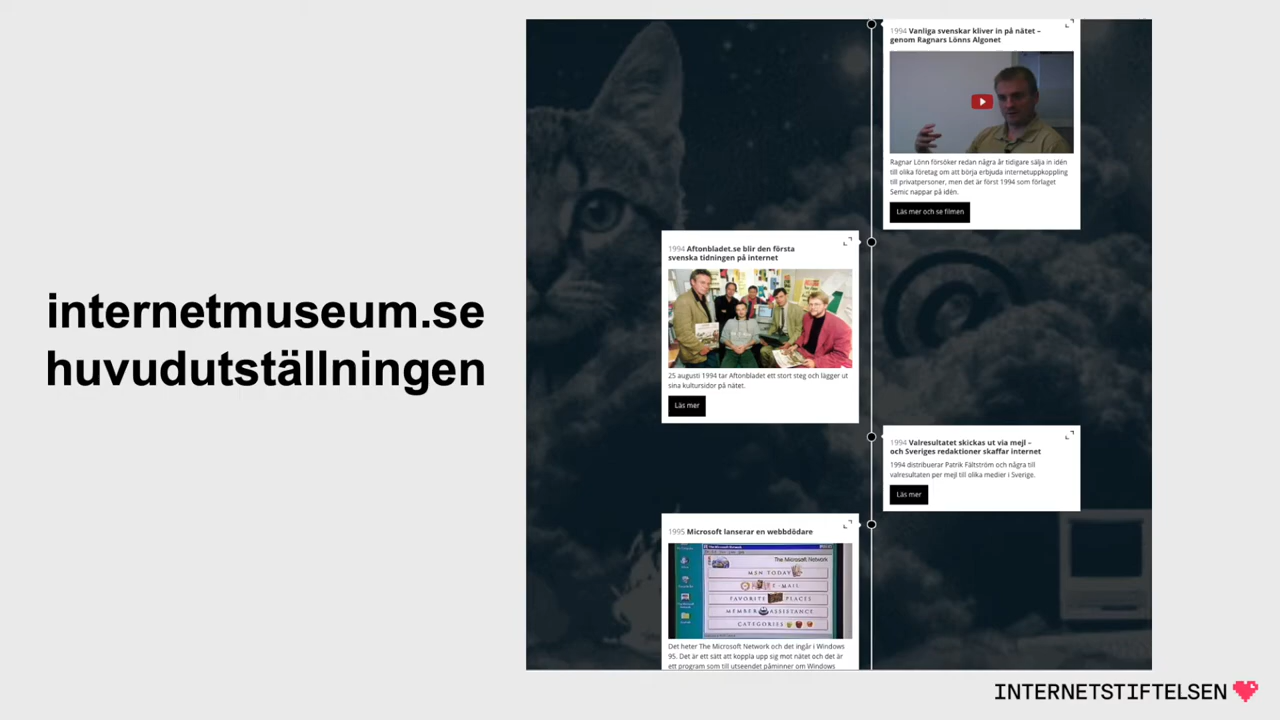 internetmuseum.se
huvudutställningen
1994 Vanliga svenskar kliver in på nätet –
genom Ragnars Lönns Algonet
Ragnar Lönn försöker redan några år tidigare sälja in idén
till olika företag om att börja erbjuda internetuppkoppling
till privatpersoner, men det är först 1994 som förlaget
Semic nappar på idén.
Läs mer och se filmen
1994 Aftonbladet.se blir den första
svenska tidningen på internet
25 augusti 1994 tar Aftonbladet ett stort steg och lägger ut
sina kultursidor på nätet.
Läs mer
1994 Valresultatet skickas ut via mejl –
och Sveriges redaktioner skaffar internet
1994 distribuerar Patrik Fältström och några till
valresultaten per mejl till olika medier i Sverige.
Läs mer
1995 Microsoft lanserar en webbdödare
The Microsoft Network
MSN TODAY
E-MAIL
FAVORITE PLACES
MEMBER ASSISTANCE
CATEGORIES
Det heter The Microsoft Network och det ingår i Windows
95. Det är ett sätt att koppla upp sig mot nätet och det är
ett program som till utseendet påminner om Windows
INTERNETSTIFTELSEN